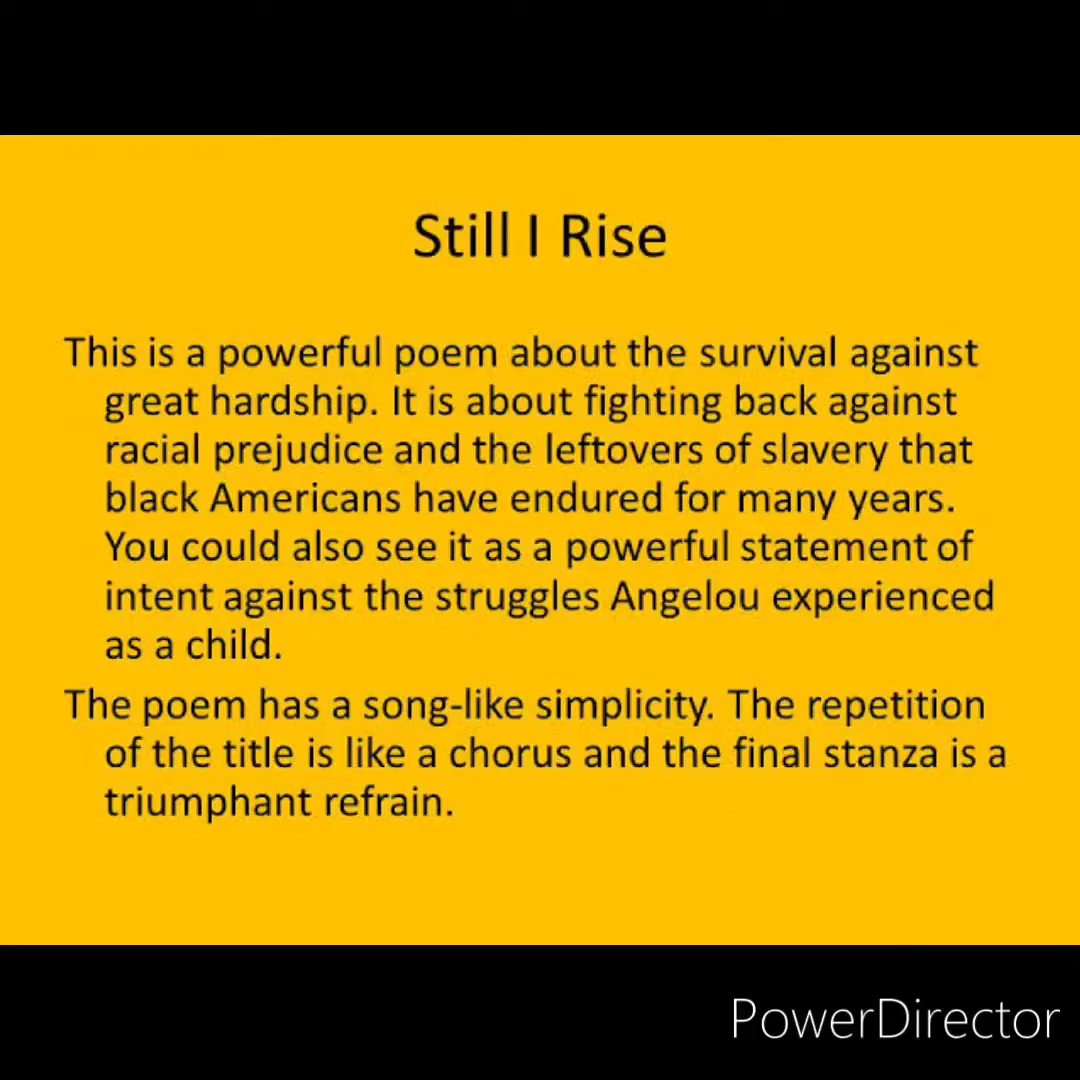 Still I Rise
This is a powerful poem about the survival against
great hardship. It is about fighting back against
racial prejudice and the leftovers of slavery that
black Americans have endured for many years.
You could also see it as a powerful statement of
intent against the struggles Angelou experienced
as a child.
The poem has a song-like simplicity. The repetition
of the title is like a chorus and the final stanza is a
triumphant refrain.
PowerDirector